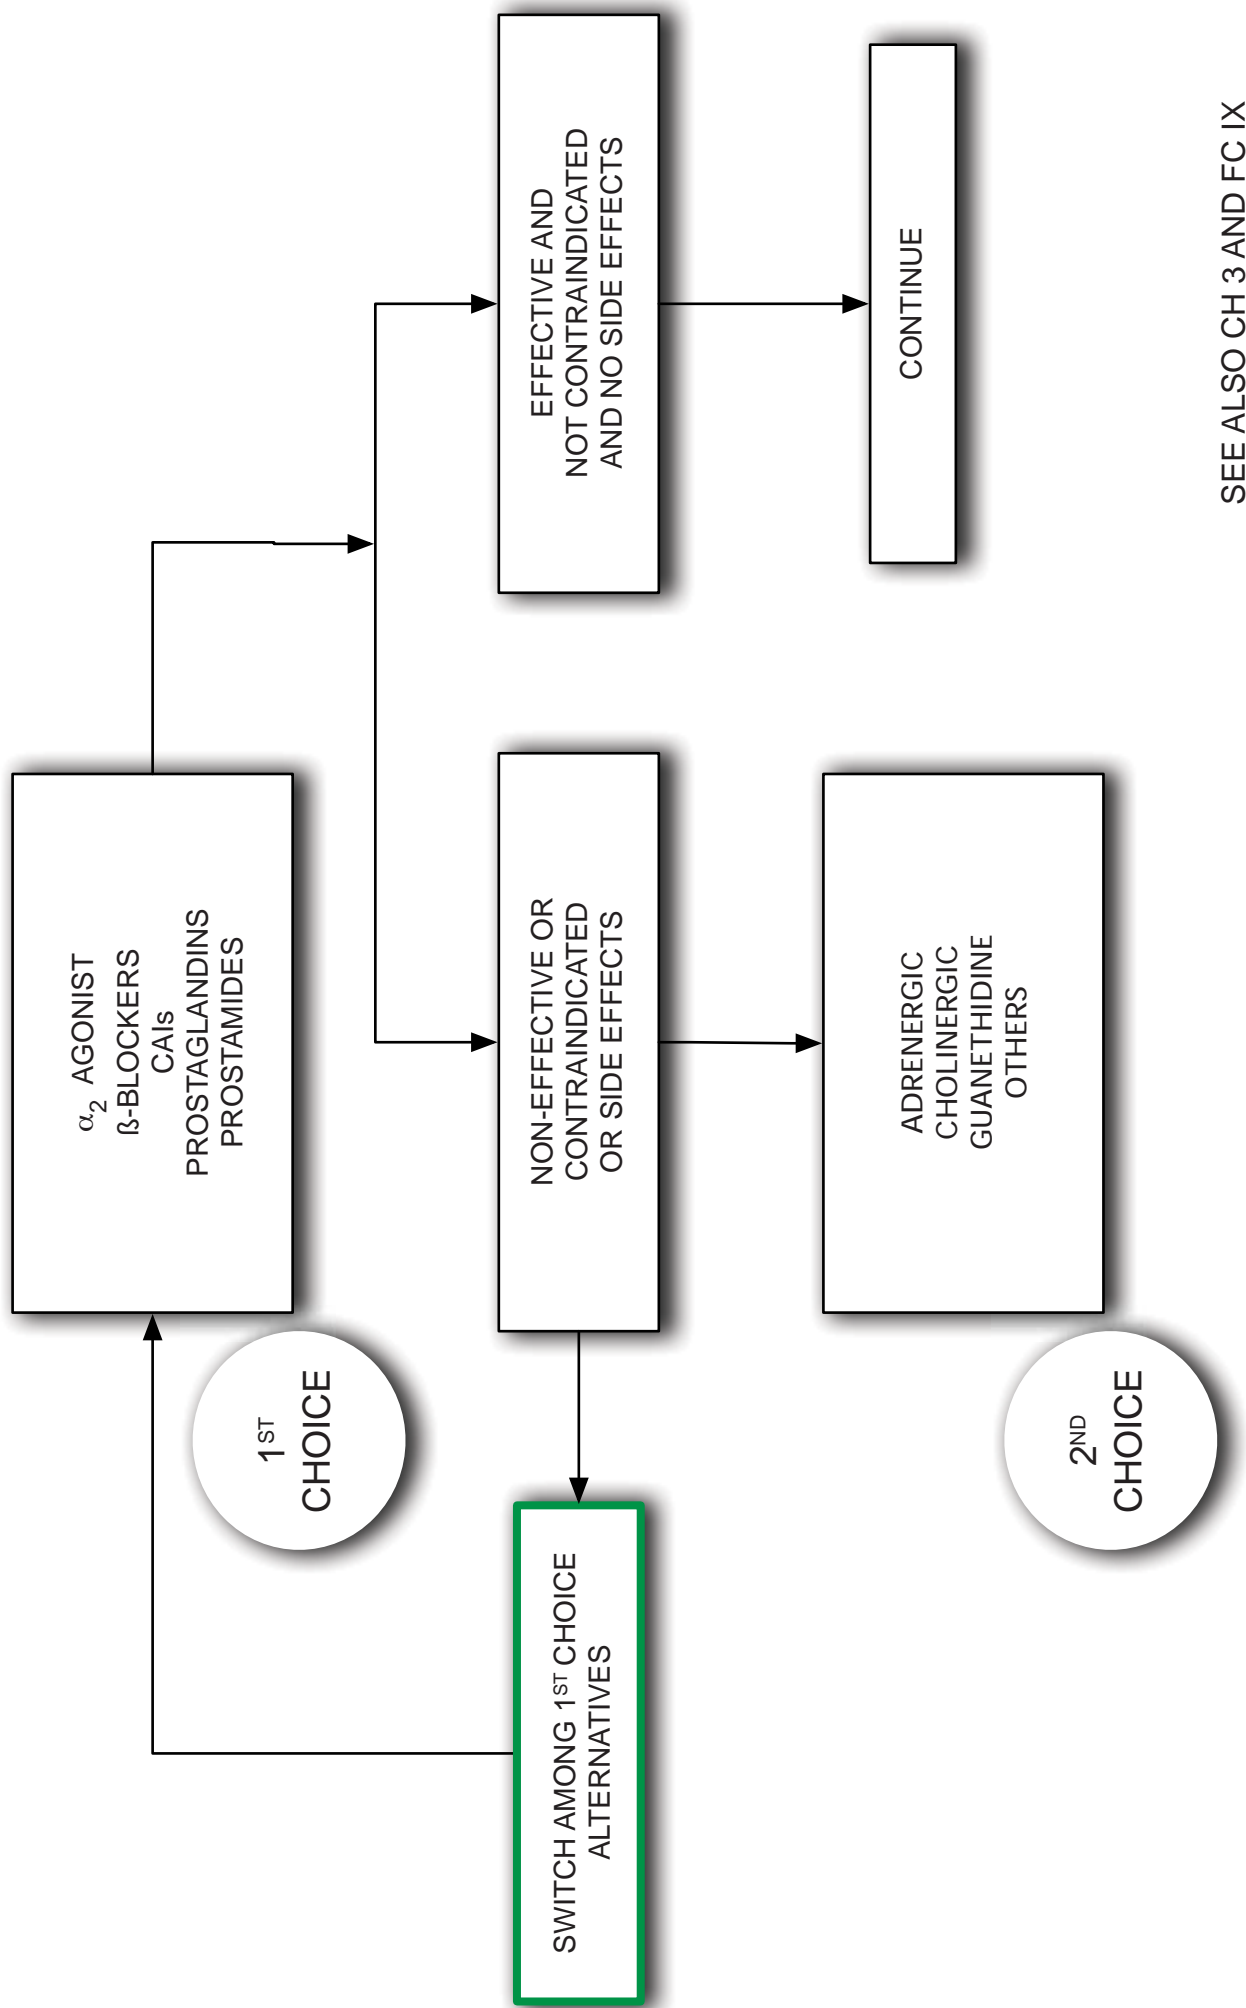 α₂ AGONIST
ß-BLOCKERS
CAIs
PROSTAGLANDINS
PROSTAMIDES
1ST
CHOICE
SWITCH AMONG 1ST CHOICE
ALTERNATIVES
NON-EFFECTIVE OR
CONTRAINDICATED
OR SIDE EFFECTS
EFFECTIVE AND
NOT CONTRAINDICATED
AND NO SIDE EFFECTS
2ND
CHOICE
ADRENERGIC
CHOLINERGIC
GUANETHIDINE
OTHERS
CONTINUE
SEE ALSO CH 3 AND FC IX